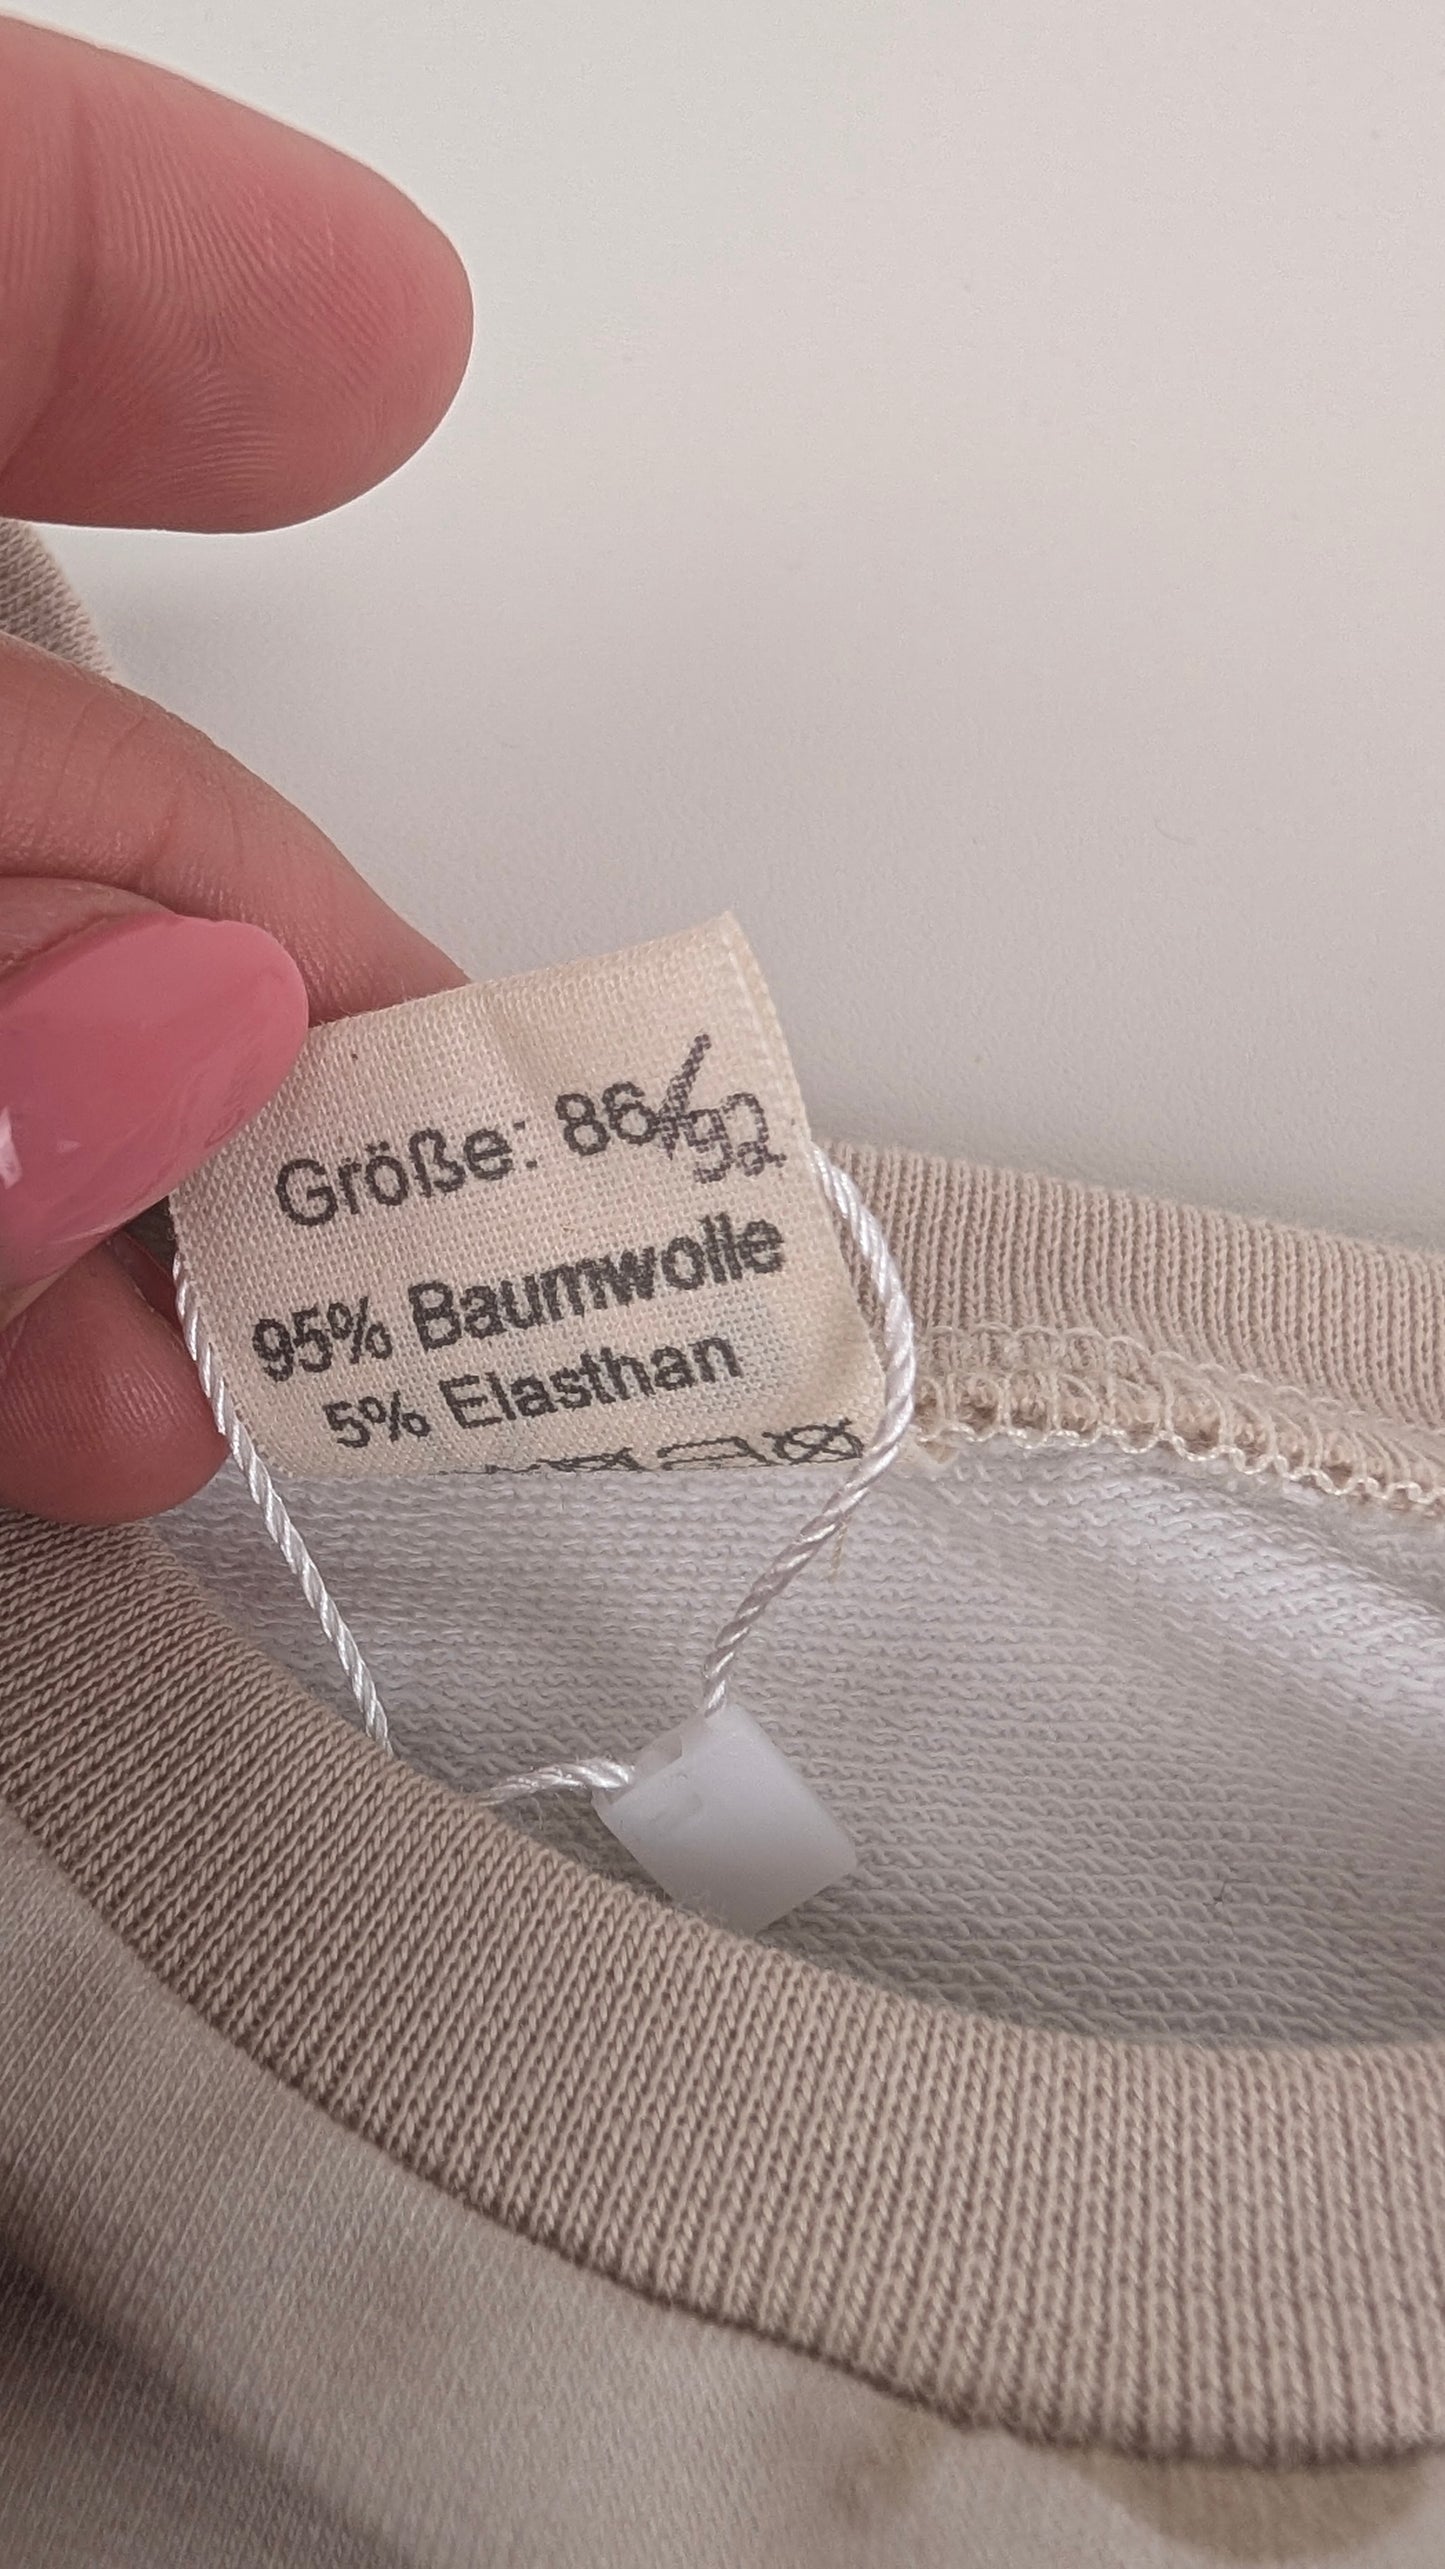 Größe: 86/92
95% Baumwolle
5% Elasthan